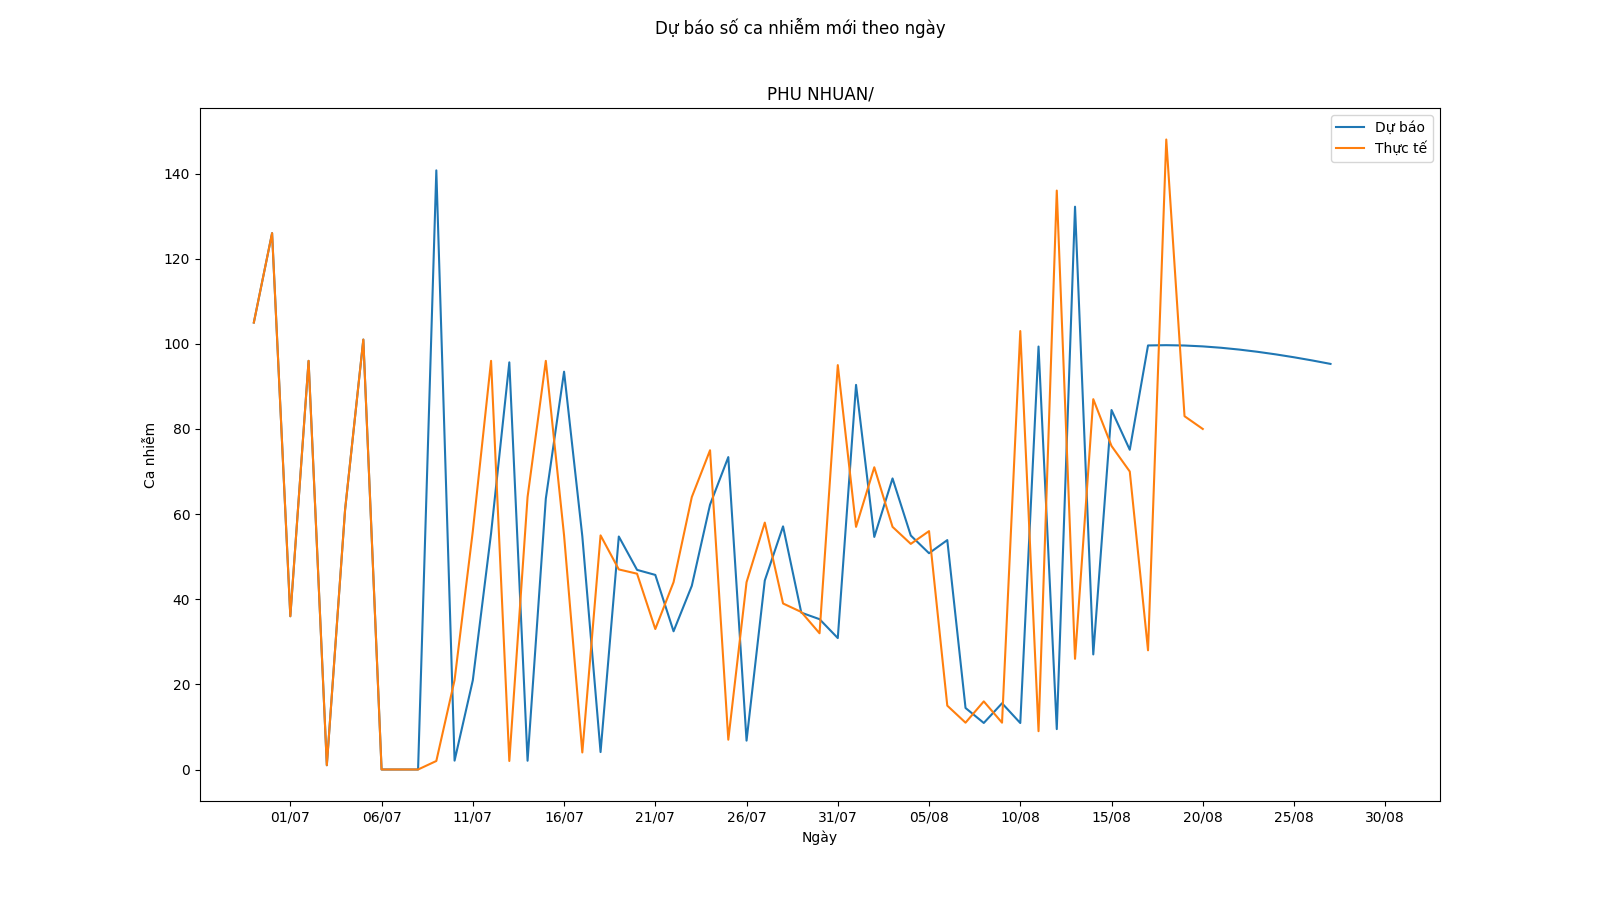 Dự báo số ca nhiễm mới theo ngày
PHU NHUAN/
Dự báo
Thực tế
140
120
100
80
60
40
20
0
Ca nhiễm
01/07 06/07 11/07 16/07 21/07 26/07 31/07 05/08 10/08 15/08 20/08 25/08 30/08
Ngày